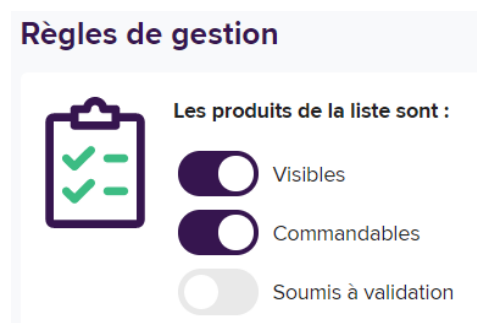 Règles de gestion
Les produits de la liste sont :
Visibles
Commandables
Soumis à validation